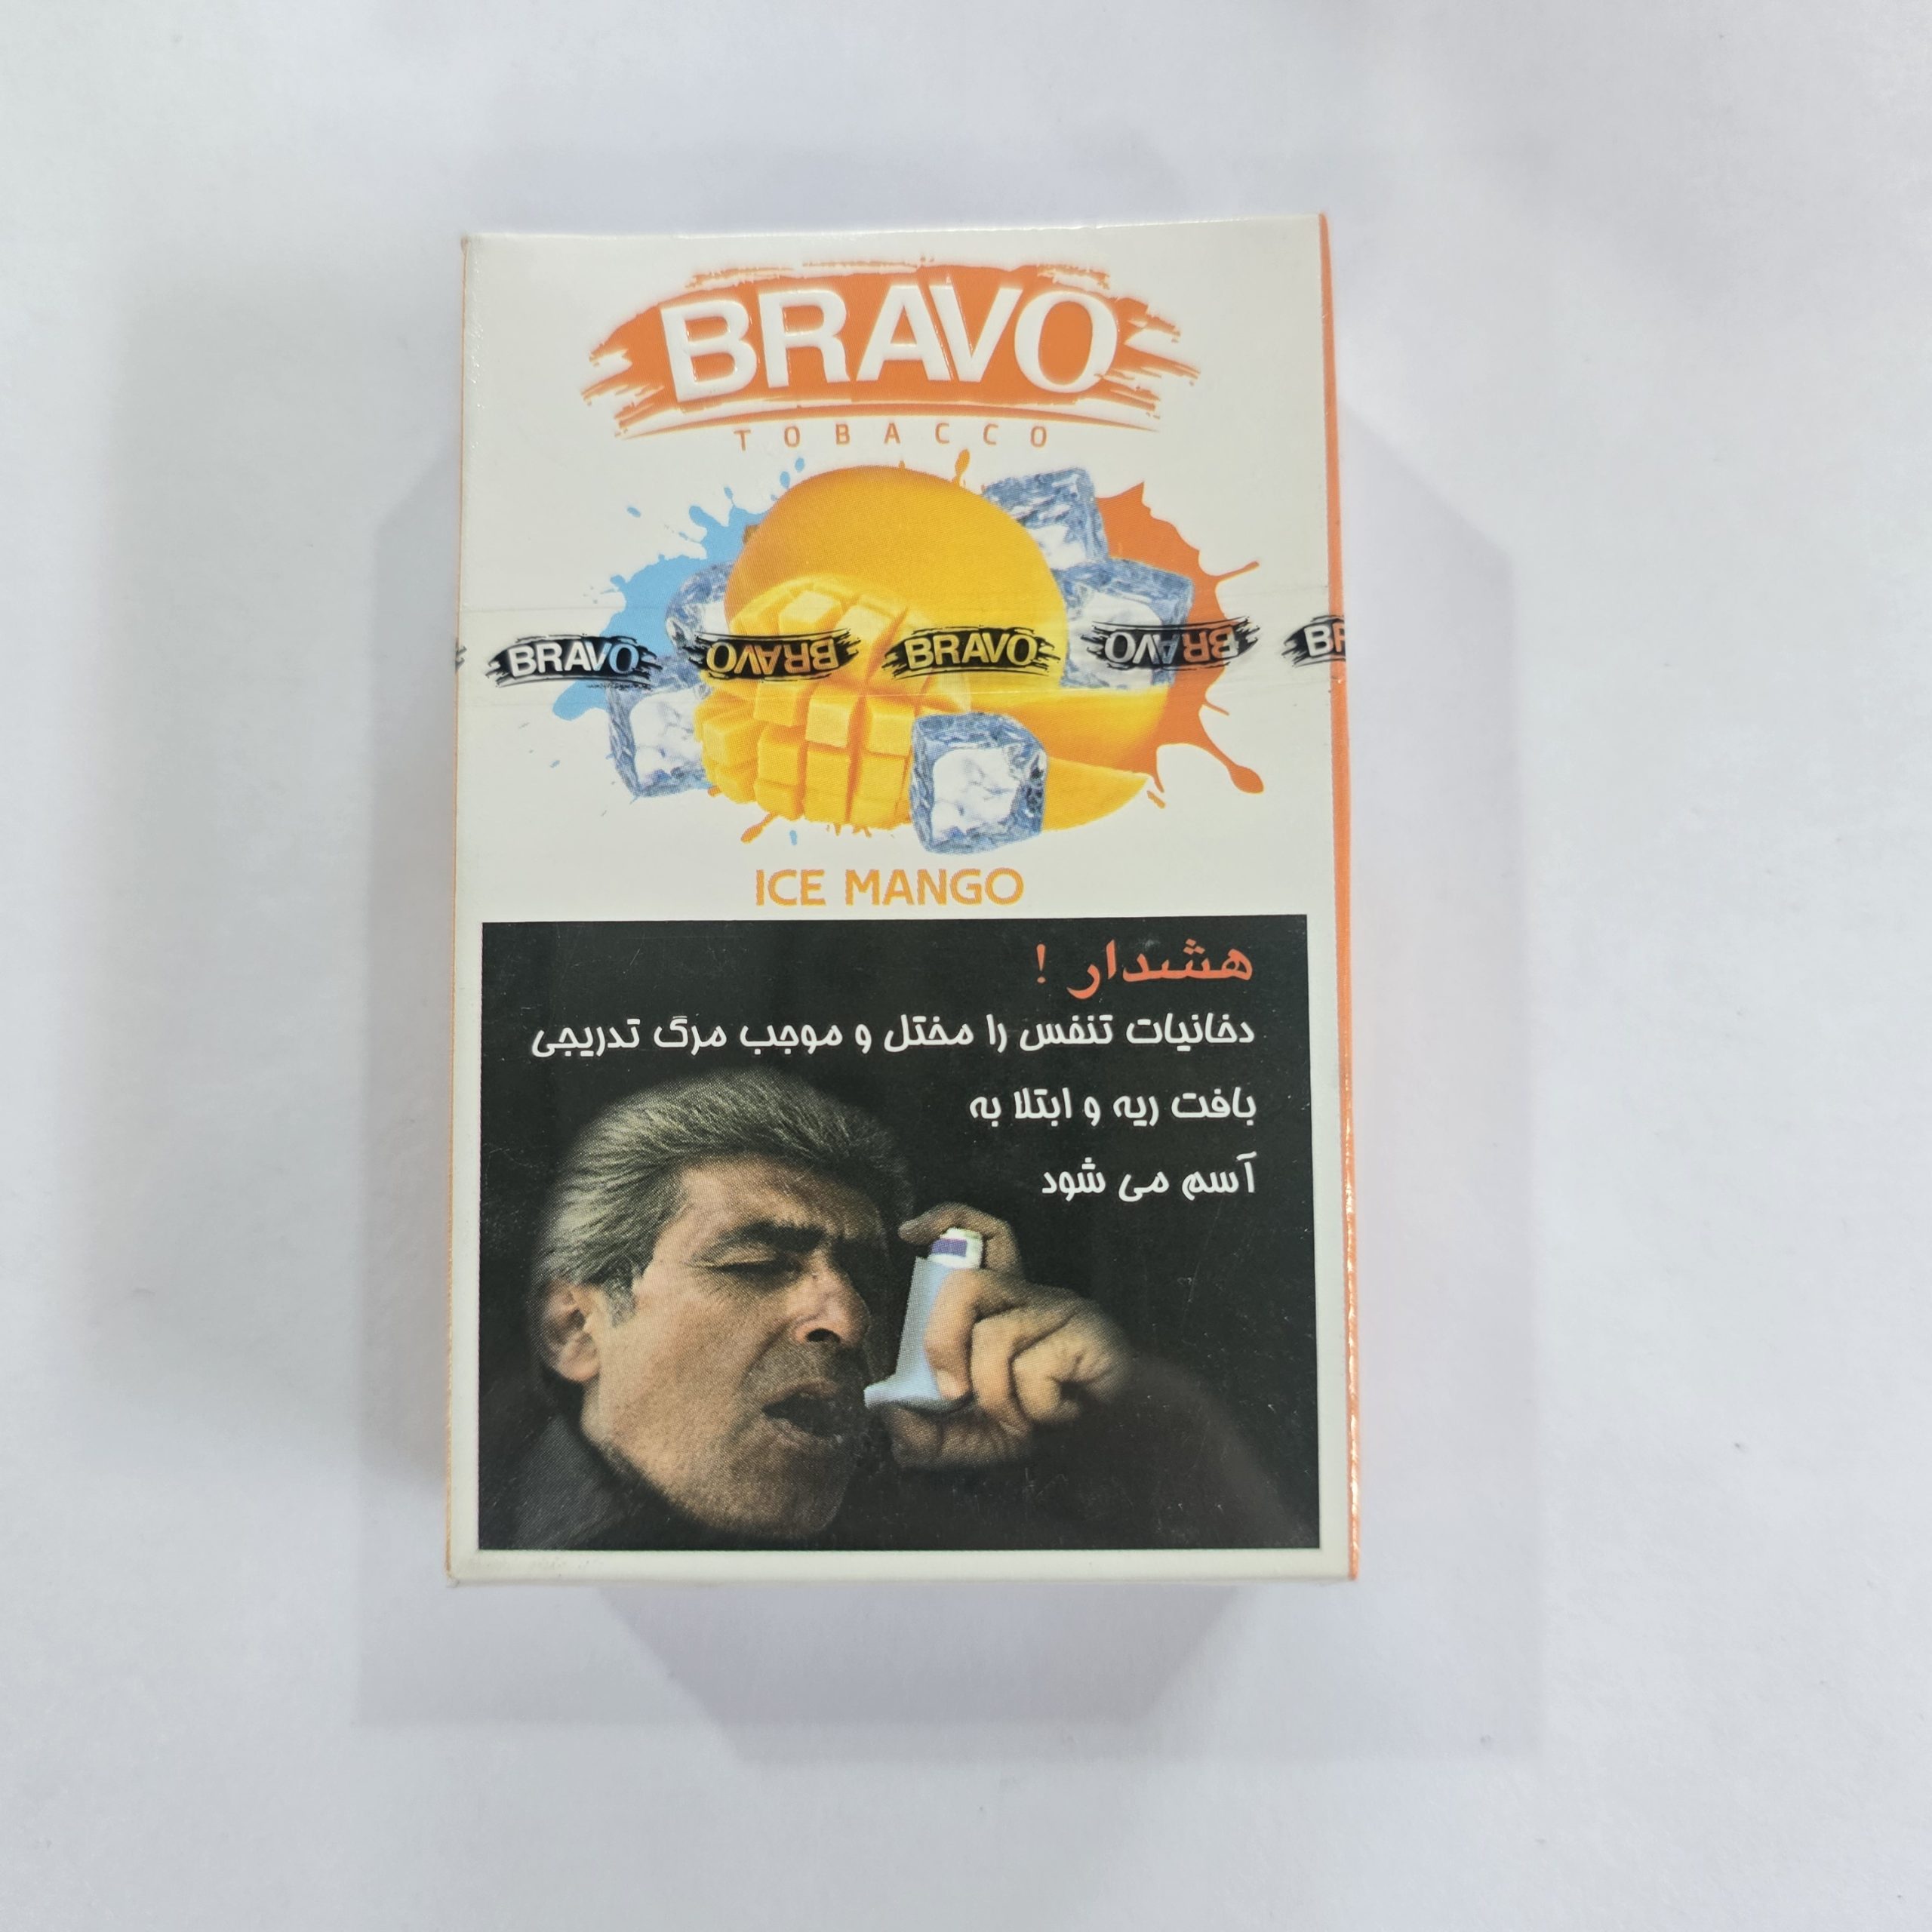 BRAVO
TOBACCO
BRAVO BRAVO BRAVO BRAVO BR
ICE MANGO
هشدار !
دخانیات تنفس را مختل و موجب مرگ تدریجی
بافت ریه و ابتلا به
آسم می شود